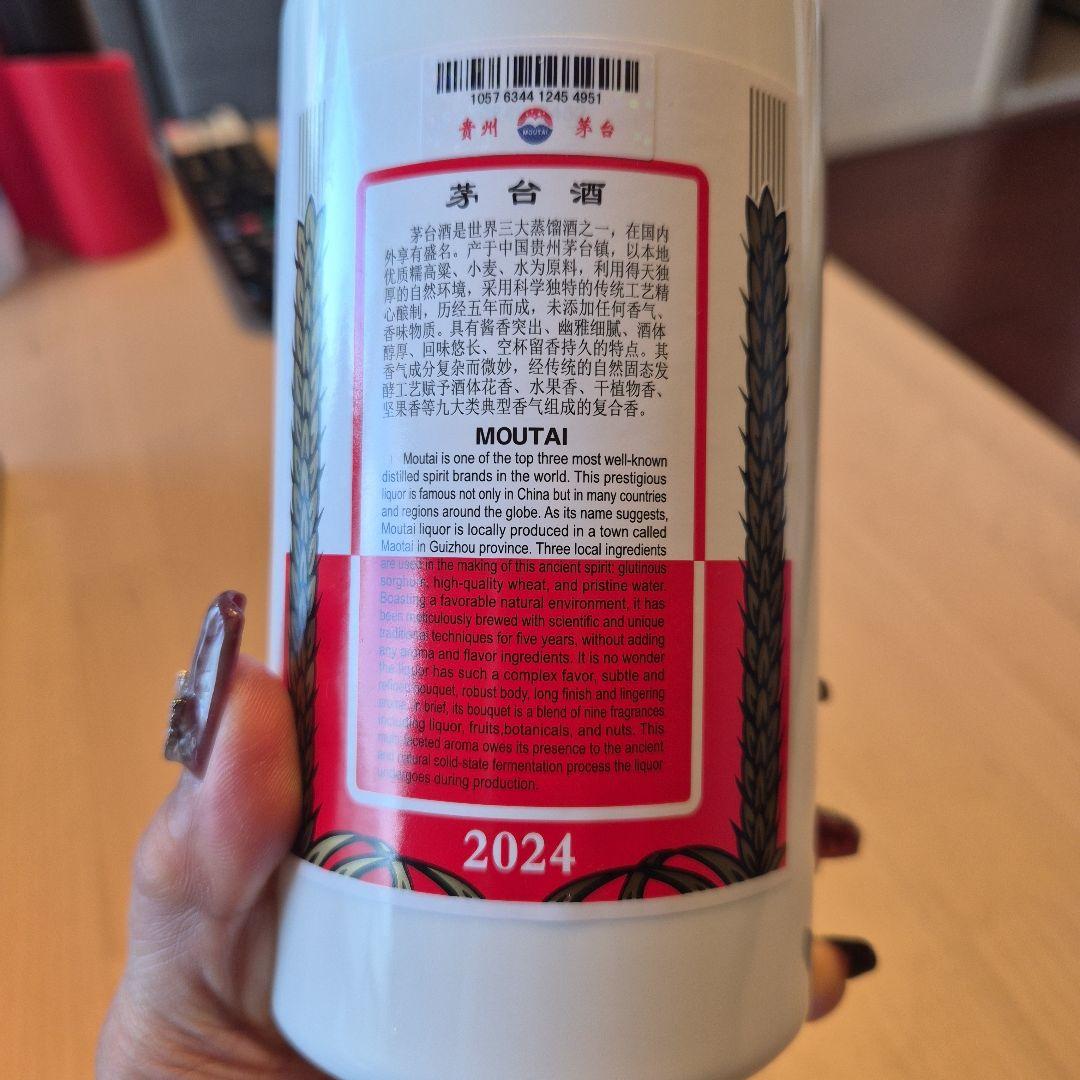 1057 6344 1245 4951
贵州 MOUTAI 茅台
茅台酒
茅台酒是世界三大蒸馏酒之一，在国内
外享有盛名。产于中国贵州茅台镇，以本地
优质糯高粱、小麦、水为原料，利用得天独
厚的自然环境，采用科学独特的传统工艺精
心酿制，历经五年而成，未添加任何香气、
香味物质。具有酱香突出、幽雅细腻、酒体
醇厚、回味悠长、空杯留香持久的特点。其
香气成分复杂而微妙，经传统的自然固态发
酵工艺赋予酒体花香、水果香、干植物香、
坚果香等九大类典型香气组成的复合香。
MOUTAI
Moutai is one of the top three most well-known
distilled spirit brands in the world. This prestigious
liquor is famous not only in China but in many countries
and regions around the globe. As its name suggests,
Moutai liquor is locally produced in a town called
Maotai in Guizhou province. Three local ingredients
are used in the making of this ancient spirit: glutinous
sorghum, high-quality wheat, and pristine water.
Boasting a favorable natural environment, it has
been meticulously brewed with scientific and unique
traditional techniques for five years, without adding
any aroma and flavor ingredients. It is no wonder
the liquor has such a complex favor, subtle and
refined bouquet, robust body, long finish and lingering
aroma. In brief, its bouquet is a blend of nine fragrances
including liquor, fruits,botanicals, and nuts. This
multifaceted aroma owes its presence to the ancient
and natural solid-state fermentation process the liquor
undergoes during production.
2024